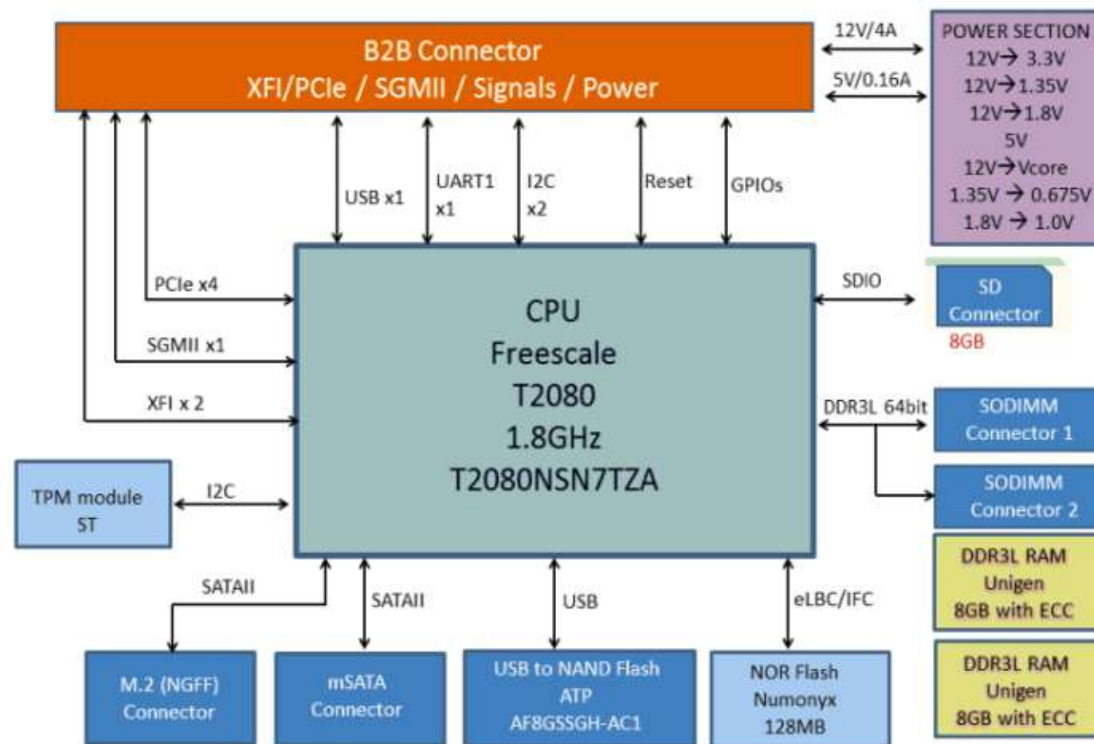 B2B Connector
XFI/PCIe / SGMII / Signals / Power
12V/4A
5V/0.16A
POWER SECTION
12V→ 3.3V
12V→1.35V
12V→1.8V
5V
12V→Vcore
1.35V → 0.675V
1.8V → 1.0V
USB x1
UART1
x1
I2C
x2
Reset
GPIOs
PCIe x4
SGMII x1
XFI x 2
CPU
Freescale
T2080
1.8GHz
T2080NSN7TZA
SDIO
SD
Connector
8GB
DDR3L 64bit
SODIMM
Connector 1
SODIMM
Connector 2
TPM module
ST
I2C
DDR3L RAM
Unigen
8GB with ECC
DDR3L RAM
Unigen
8GB with ECC
SATAII
SATAII
USB
eLBC/IFC
M.2 (NGFF)
Connector
mSATA
Connector
USB to NAND Flash
ATP
AF8GSSGH-AC1
NOR Flash
Numonyx
128MB